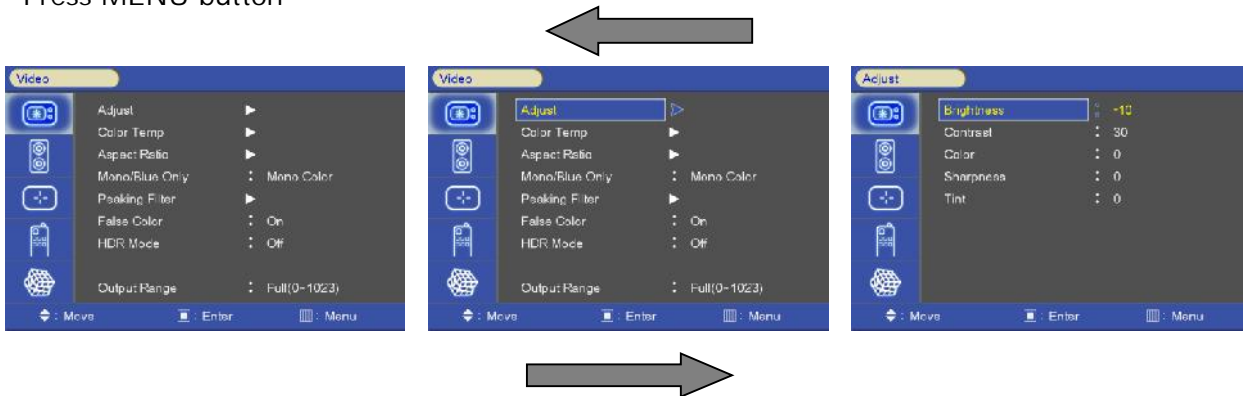 Press MENU button
Video
Adjust
Color Temp
Aspect Ratio
Mono/Blue Only : Mono Color
Peaking Filter
False Color : On
HDR Mode : Off
Output Range : Full(0~1023)
: Move : Enter : Menu
Video
Adjust
Color Temp
Aspect Ratio
Mono/Blue Only : Mono Color
Peaking Filter
False Color : On
HDR Mode : Off
Output Range : Full(0~1023)
: Move : Enter : Menu
Adjust
Brightness : -10
Contrast : 30
Color : 0
Sharpness : 0
Tint : 0
: Move : Enter : Menu